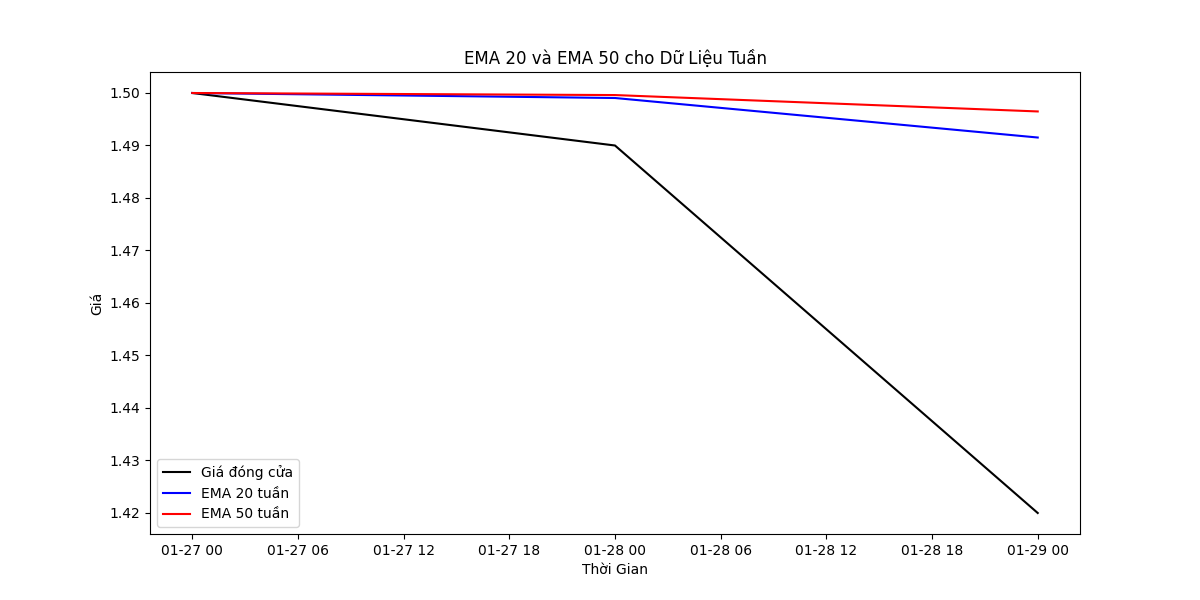 EMA 20 và EMA 50 cho Dữ Liệu Tuần
Giá
1.50
1.49
1.48
1.47
1.46
1.45
1.44
1.43
1.42
Giá đóng cửa
EMA 20 tuần
EMA 50 tuần
01-27 00 01-27 06 01-27 12 01-27 18 01-28 00 01-28 06 01-28 12 01-28 18 01-29 00
Thời Gian